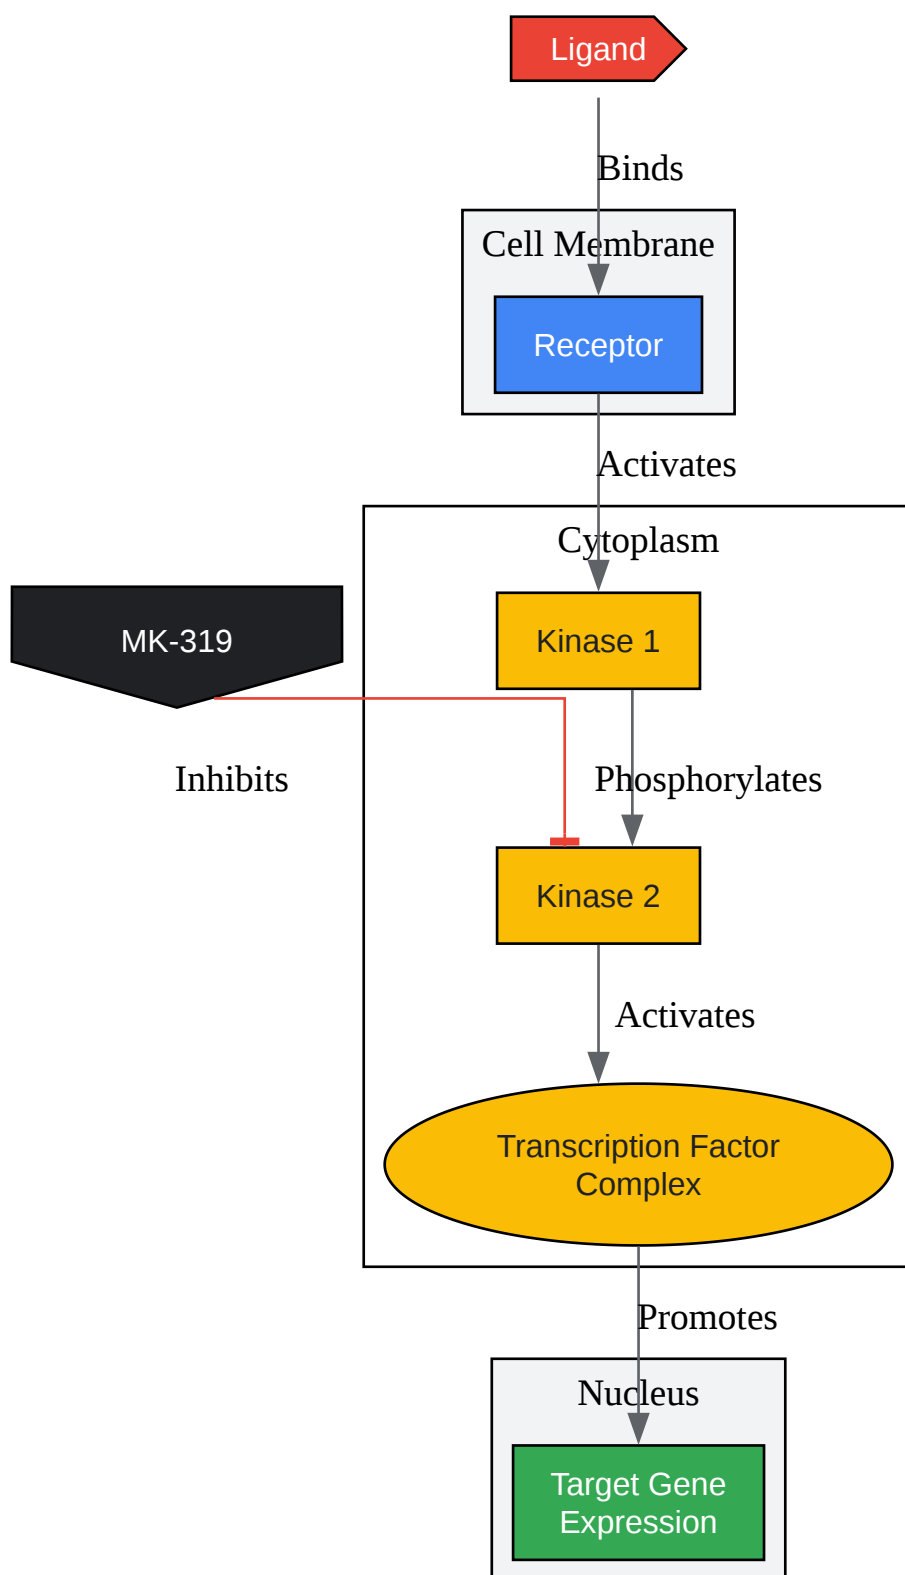 Ligand
Binds
Cell Membrane
Receptor
Activates
Cytoplasm
MK-319
Kinase 1
Inhibits
Phosphorylates
Kinase 2
Activates
Transcription Factor
Complex
Promotes
Nucleus
Target Gene
Expression